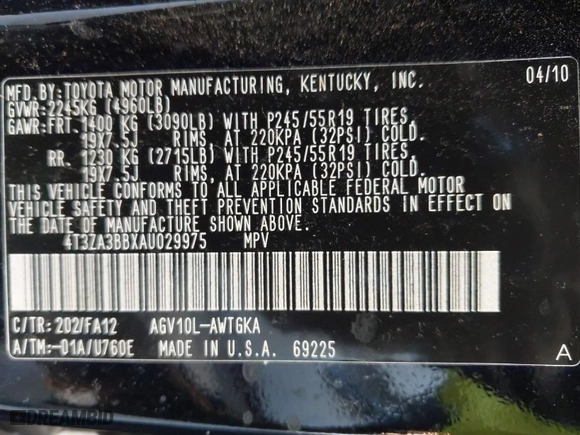 MFD.BY:TOYOTA MOTOR MANUFACTURING, KENTUCKY, INC. 04/10
GVWR:2245KG (4960LB)
GAWR:FRT. 1400 KG (3090LB) WITH P245/55R19 TIRES,
19X7.5J RIMS, AT 220KPA (32PSI) COLD.
RR. 1230 KG (2715LB) WITH P245/55R19 TIRES,
19X7.5J RIMS, AT 220KPA (32PSI) COLD.
THIS VEHICLE CONFORMS TO ALL APPLICABLE FEDERAL MOTOR
VEHICLE SAFETY AND THEFT PREVENTION STANDARDS IN EFFECT ON
THE DATE OF MANUFACTURE SHOWN ABOVE.
4T3ZA3BBXAU029975 MPV
C/TR:202/FA12 AGV10L-AWTGKA
A/TM:-01A/U760E MADE IN U.S.A. 69225 A
DREAMBID